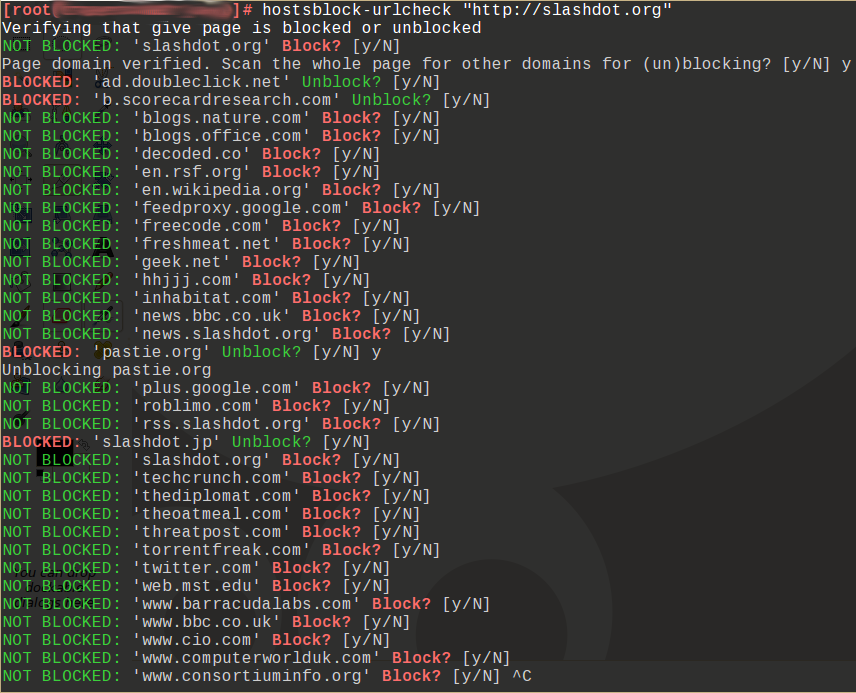 [root ]# hostsblock-urlcheck "http://slashdot.org"
Verifying that give page is blocked or unblocked
NOT BLOCKED: 'slashdot.org' Block? [y/N]
Page domain verified. Scan the whole page for other domains for (un)blocking? [y/N] y
BLOCKED: 'ad.doubleclick.net' Unblock? [y/N]
BLOCKED: 'b.scorecardresearch.com' Unblock? [y/N]
NOT BLOCKED: 'blogs.nature.com' Block? [y/N]
NOT BLOCKED: 'blogs.office.com' Block? [y/N]
NOT BLOCKED: 'decoded.co' Block? [y/N]
NOT BLOCKED: 'en.rsf.org' Block? [y/N]
NOT BLOCKED: 'en.wikipedia.org' Block? [y/N]
NOT BLOCKED: 'feedproxy.google.com' Block? [y/N]
NOT BLOCKED: 'freecode.com' Block? [y/N]
NOT BLOCKED: 'freshmeat.net' Block? [y/N]
NOT BLOCKED: 'geek.net' Block? [y/N]
NOT BLOCKED: 'hhjjj.com' Block? [y/N]
NOT BLOCKED: 'inhabitat.com' Block? [y/N]
NOT BLOCKED: 'news.bbc.co.uk' Block? [y/N]
NOT BLOCKED: 'news.slashdot.org' Block? [y/N]
BLOCKED: 'pastie.org' Unblock? [y/N] y
Unblocking pastie.org
NOT BLOCKED: 'plus.google.com' Block? [y/N]
NOT BLOCKED: 'roblimo.com' Block? [y/N]
NOT BLOCKED: 'rss.slashdot.org' Block? [y/N]
BLOCKED: 'slashdot.jp' Unblock? [y/N]
NOT BLOCKED: 'slashdot.org' Block? [y/N]
NOT BLOCKED: 'techcrunch.com' Block? [y/N]
NOT BLOCKED: 'thediplomat.com' Block? [y/N]
NOT BLOCKED: 'theoatmeal.com' Block? [y/N]
NOT BLOCKED: 'threatpost.com' Block? [y/N]
NOT BLOCKED: 'torrentfreak.com' Block? [y/N]
NOT BLOCKED: 'twitter.com' Block? [y/N]
NOT BLOCKED: 'web.mst.edu' Block? [y/N]
NOT BLOCKED: 'www.barracudalabs.com' Block? [y/N]
NOT BLOCKED: 'www.bbc.co.uk' Block? [y/N]
NOT BLOCKED: 'www.cio.com' Block? [y/N]
NOT BLOCKED: 'www.computerworlduk.com' Block? [y/N]
NOT BLOCKED: 'www.consortiuminfo.org' Block? [y/N] ^C
You can drop